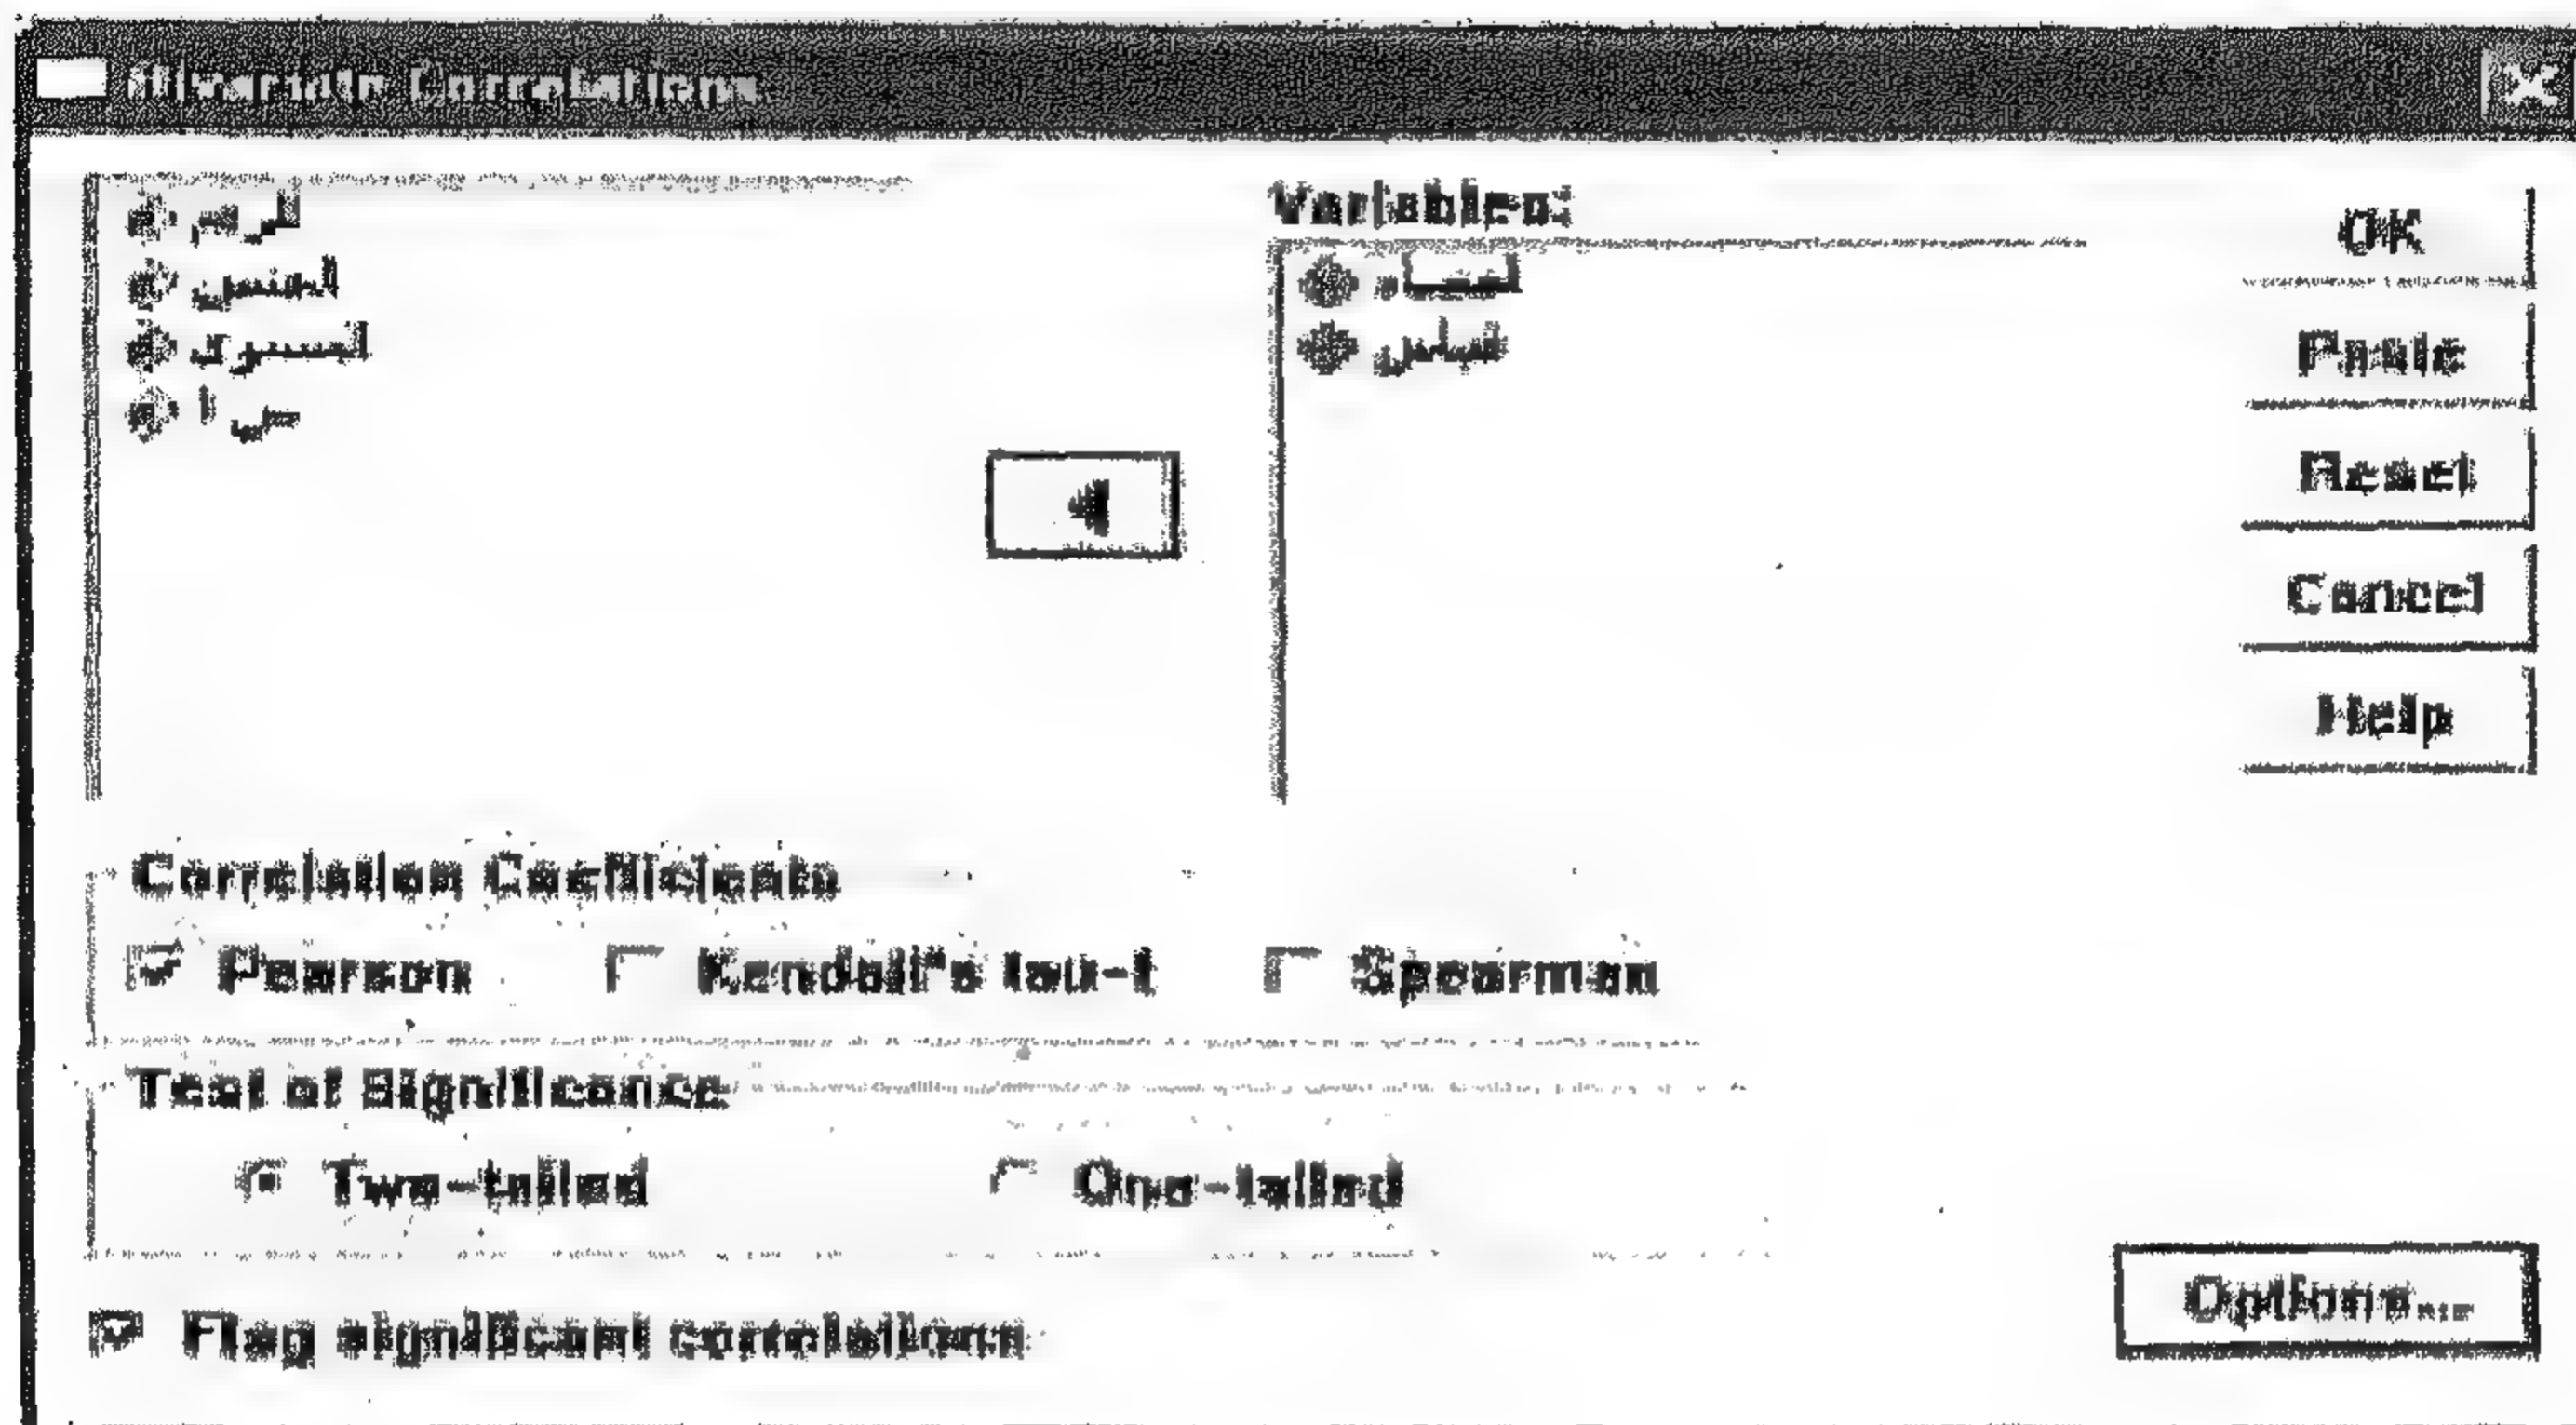 Bivariate Correlations
Variables:
OK
Paste
Reset
Cancel
Help
Correlation Coefficients
Pearson
Kendall's tau-b
Spearman
Test of Significance
Two-tailed
One-tailed
Flag significant correlations
Options...